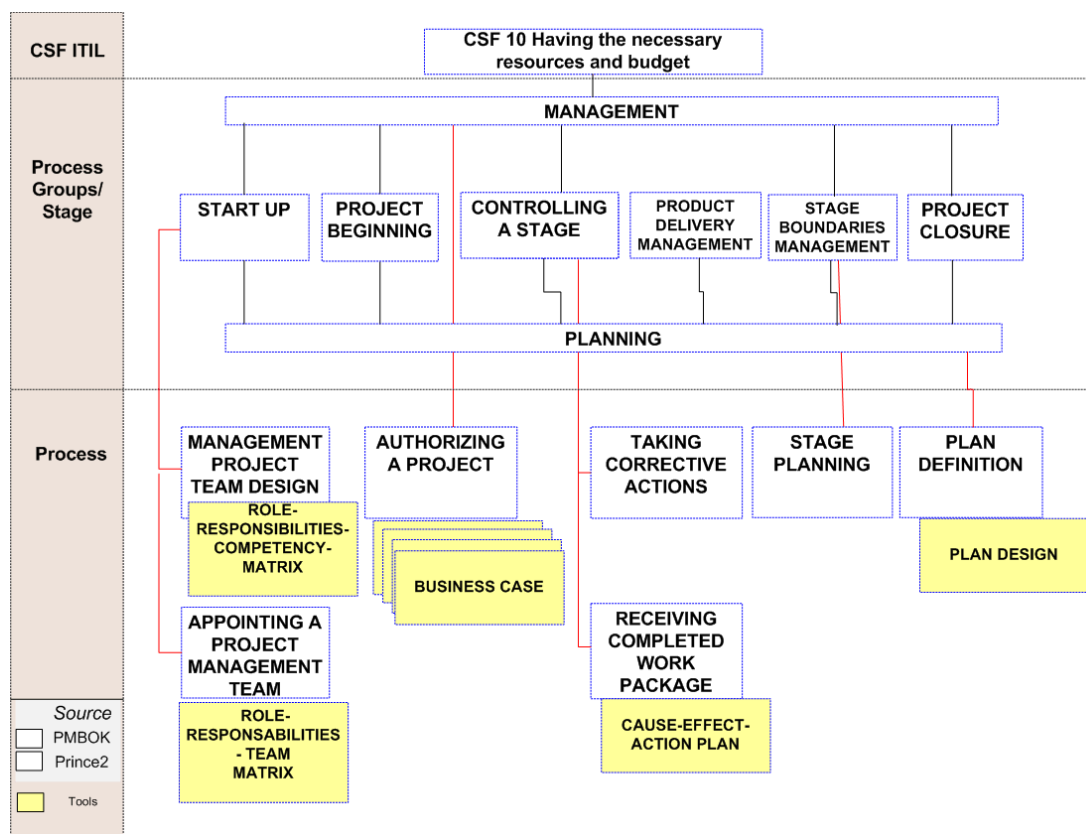 CSF ITIL
CSF 10 Having the necessary
resources and budget
Process
Groups/
Stage
MANAGEMENT
START UP
PROJECT
BEGINNING
CONTROLLING
A STAGE
PRODUCT
DELIVERY
MANAGEMENT
STAGE
BOUNDARIES
MANAGEMENT
PROJECT
CLOSURE
PLANNING
Process
MANAGEMENT
PROJECT
TEAM DESIGN
ROLE-
RESPONSIBILITIES-
COMPETENCY-
MATRIX
AUTHORIZING
A PROJECT
BUSINESS CASE
TAKING
CORRECTIVE
ACTIONS
STAGE
PLANNING
PLAN
DEFINITION
PLAN DESIGN
APPOINTING A
PROJECT
MANAGEMENT
TEAM
ROLE-
RESPONSABILITIES
- TEAM
MATRIX
RECEIVING
COMPLETED
WORK
PACKAGE
CAUSE-EFFECT-
ACTION PLAN
Source
PMBOK
Prince2
Tools